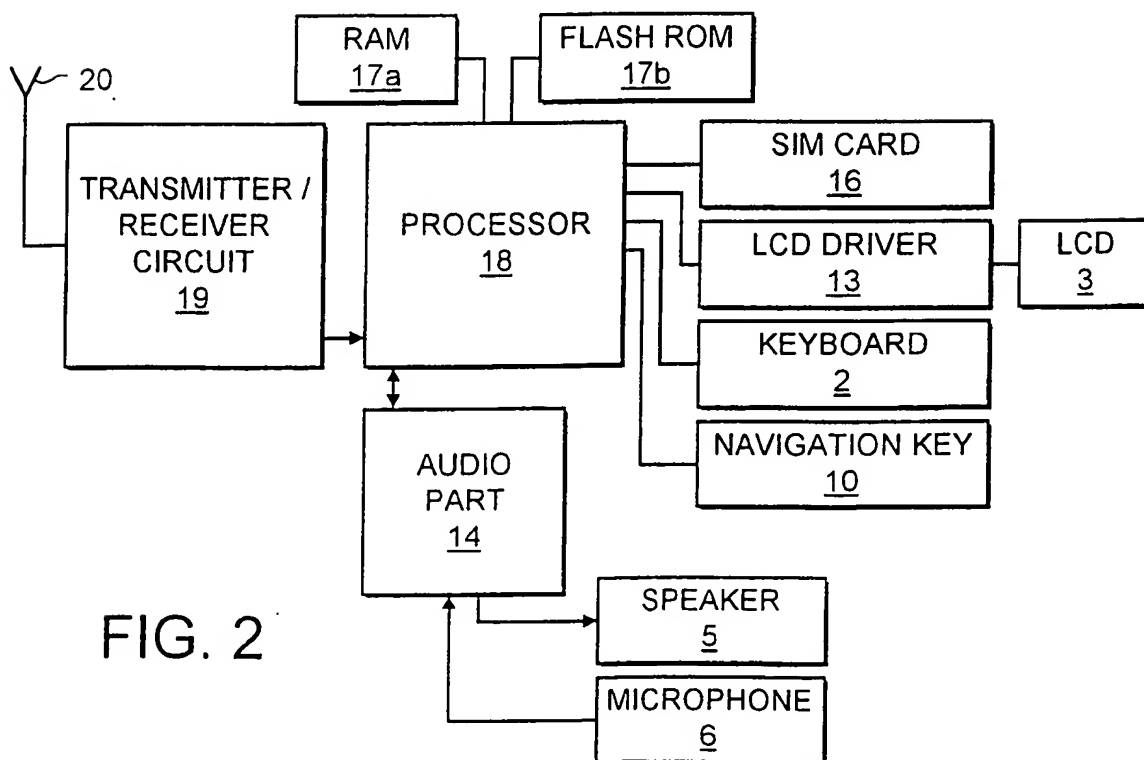 RAM
17a
FLASH ROM
17b
20
TRANSMITTER /
RECEIVER
CIRCUIT
19
PROCESSOR
18
SIM CARD
16
LCD DRIVER
13
LCD
3
KEYBOARD
2
NAVIGATION KEY
10
AUDIO
PART
14
SPEAKER
5
MICROPHONE
6
FIG. 2